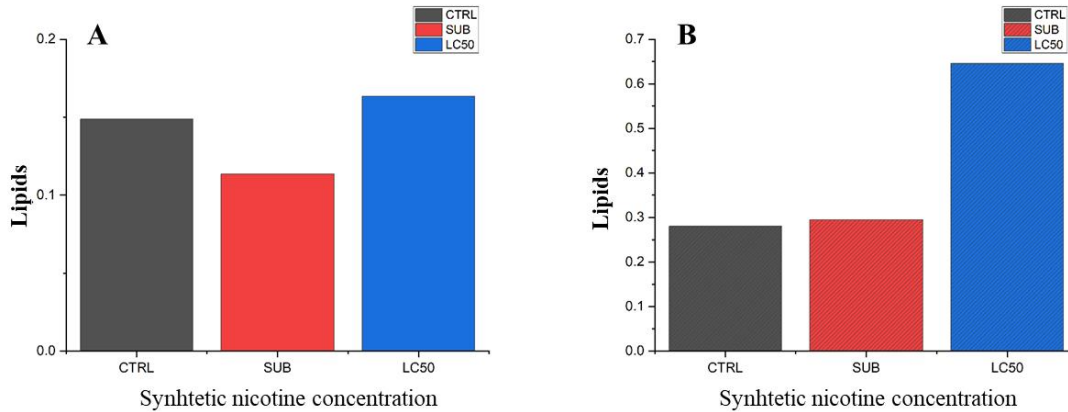 A
CTRL
SUB
LC50
0.2
0.1
0.0
Lipids
CTRL SUB LC50
Synhtetic nicotine concentration
B
CTRL
SUB
LC50
0.7
0.6
0.5
0.4
0.3
0.2
0.1
0.0
Lipids
CTRL SUB LC50
Synhtetic nicotine concentration